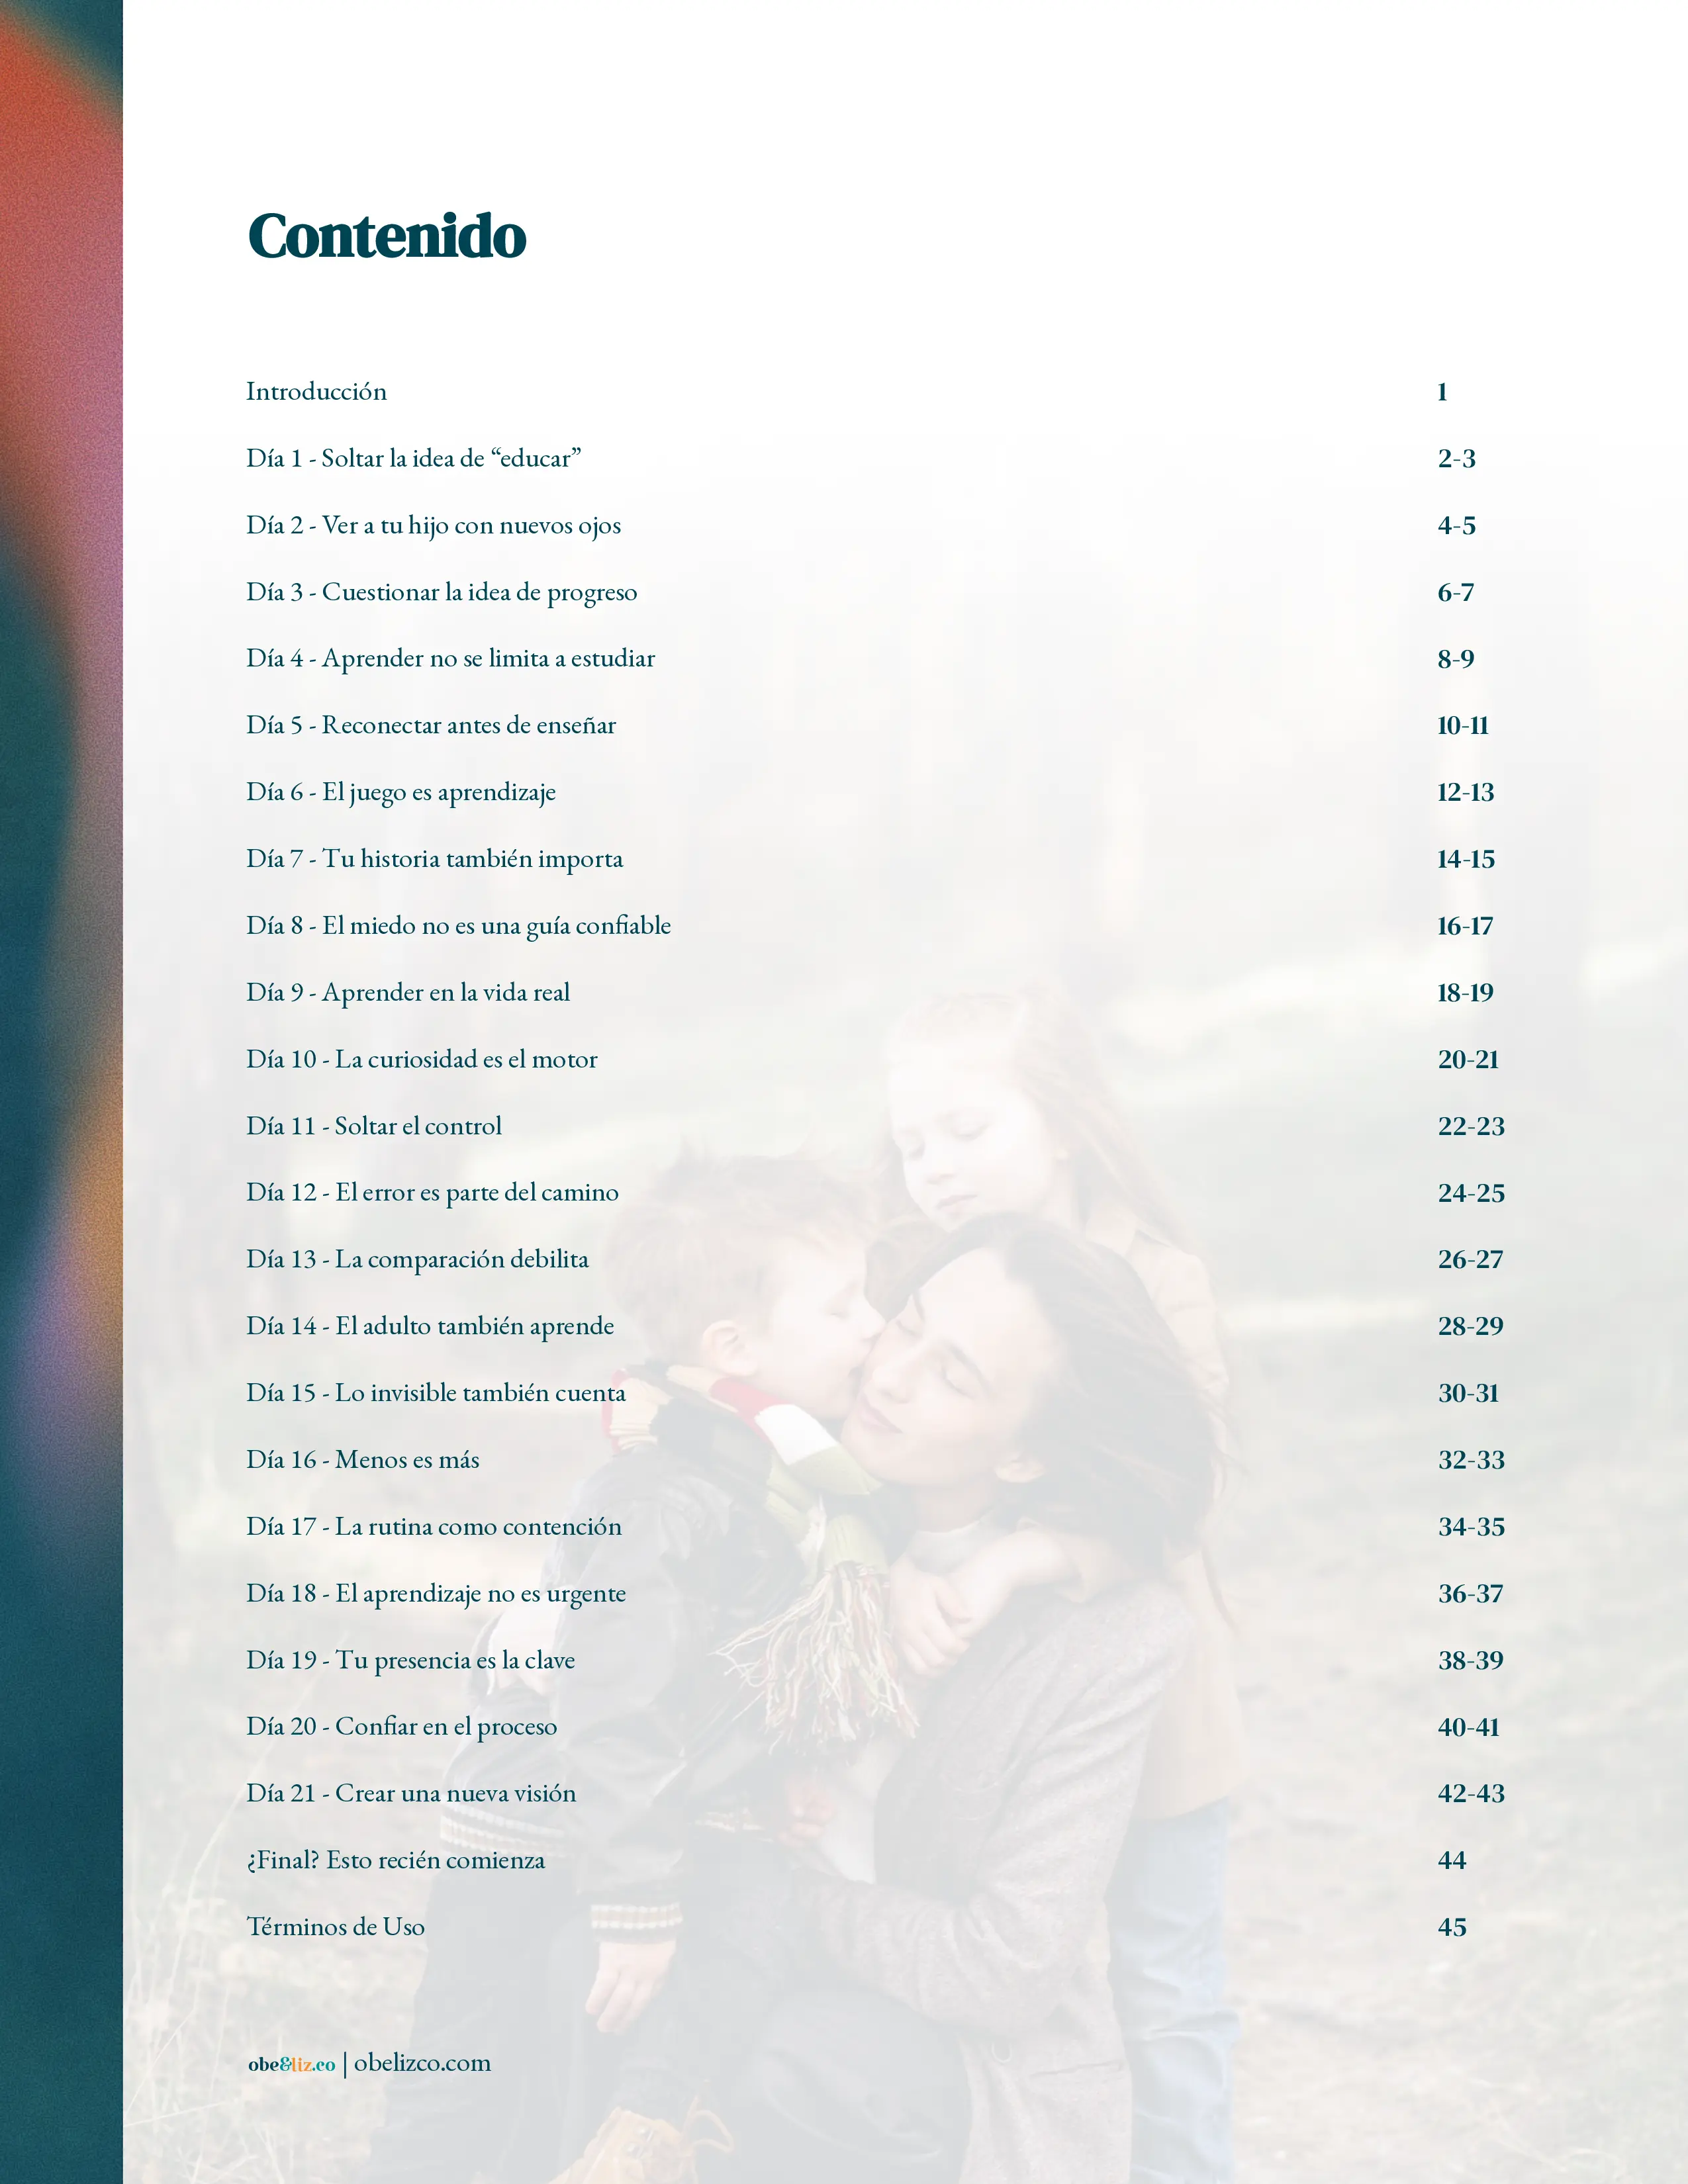 Contenido
Introducción 1
Día 1 - Soltar la idea de “educar” 2-3
Día 2 - Ver a tu hijo con nuevos ojos 4-5
Día 3 - Cuestionar la idea de progreso 6-7
Día 4 - Aprender no se limita a estudiar 8-9
Día 5 - Reconectar antes de enseñar 10-11
Día 6 - El juego es aprendizaje 12-13
Día 7 - Tu historia también importa 14-15
Día 8 - El miedo no es una guía confiable 16-17
Día 9 - Aprender en la vida real 18-19
Día 10 - La curiosidad es el motor 20-21
Día 11 - Soltar el control 22-23
Día 12 - El error es parte del camino 24-25
Día 13 - La comparación debilita 26-27
Día 14 - El adulto también aprende 28-29
Día 15 - Lo invisible también cuenta 30-31
Día 16 - Menos es más 32-33
Día 17 - La rutina como contención 34-35
Día 18 - El aprendizaje no es urgente 36-37
Día 19 - Tu presencia es la clave 38-39
Día 20 - Confiar en el proceso 40-41
Día 21 - Crear una nueva visión 42-43
¿Final? Esto recién comienza 44
Términos de Uso 45
obe&liz.co | obelizco.com